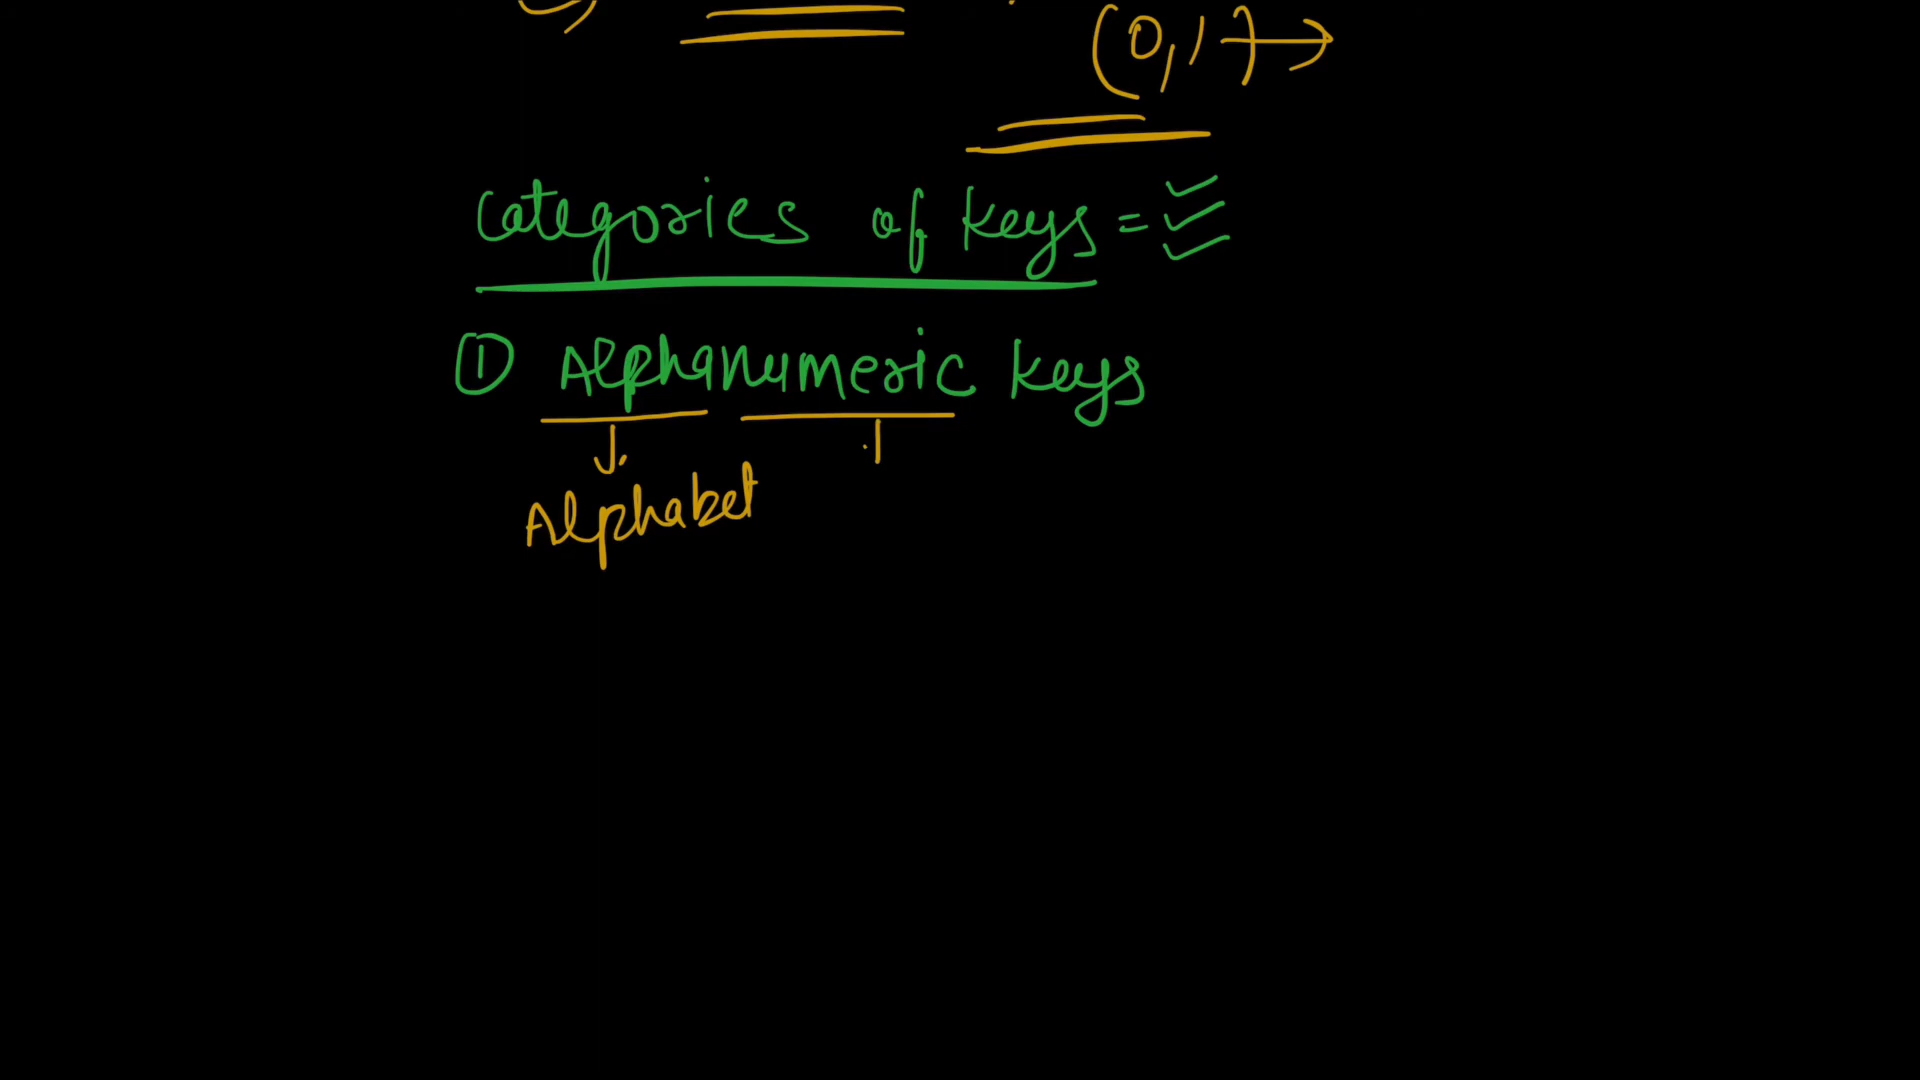 (0,1)
Categories of Keys =
① Alphanumeric Keys
Alphabet